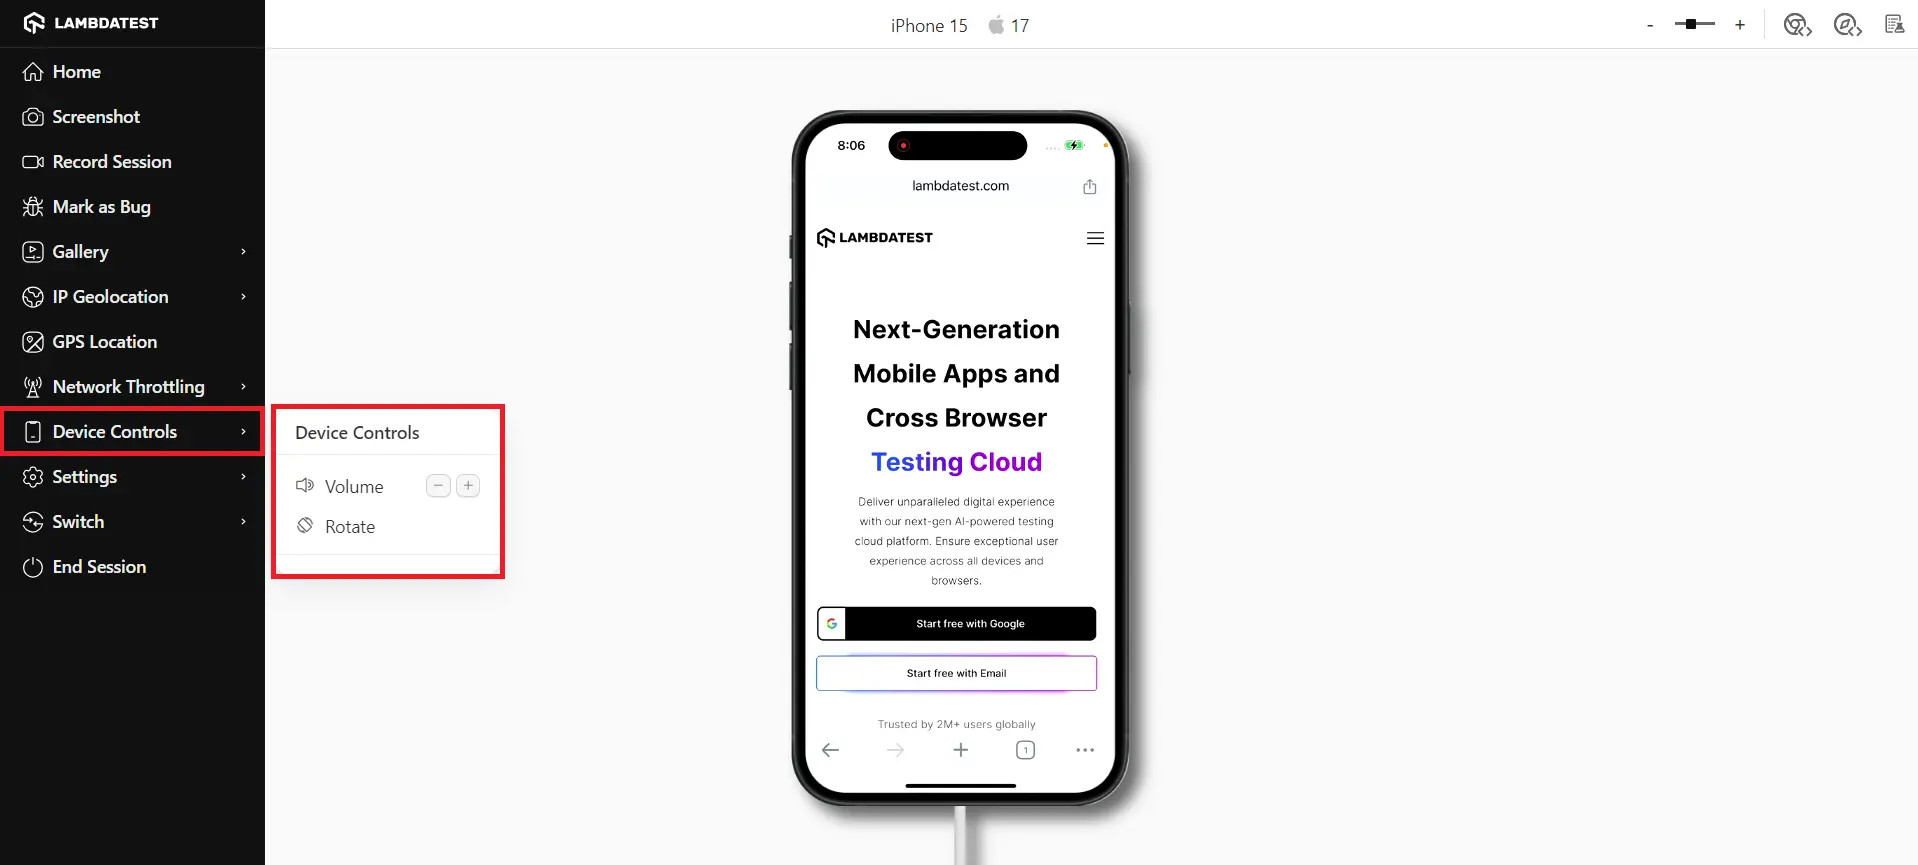 LAMBDATEST
Home
Screenshot
Record Session
Mark as Bug
Gallery
IP Geolocation
GPS Location
Network Throttling
Device Controls
Settings
Switch
End Session
Device Controls
Volume - +
Rotate
iPhone 15 17
- +
8:06
lambdatest.com
LAMBDATEST
Next-Generation
Mobile Apps and
Cross Browser
Testing Cloud
Deliver unparalleled digital experience
with our next-gen AI-powered testing
cloud platform. Ensure exceptional user
experience across all devices and
browsers.
G Start free with Google
Start free with Email
Trusted by 2M+ users globally
1